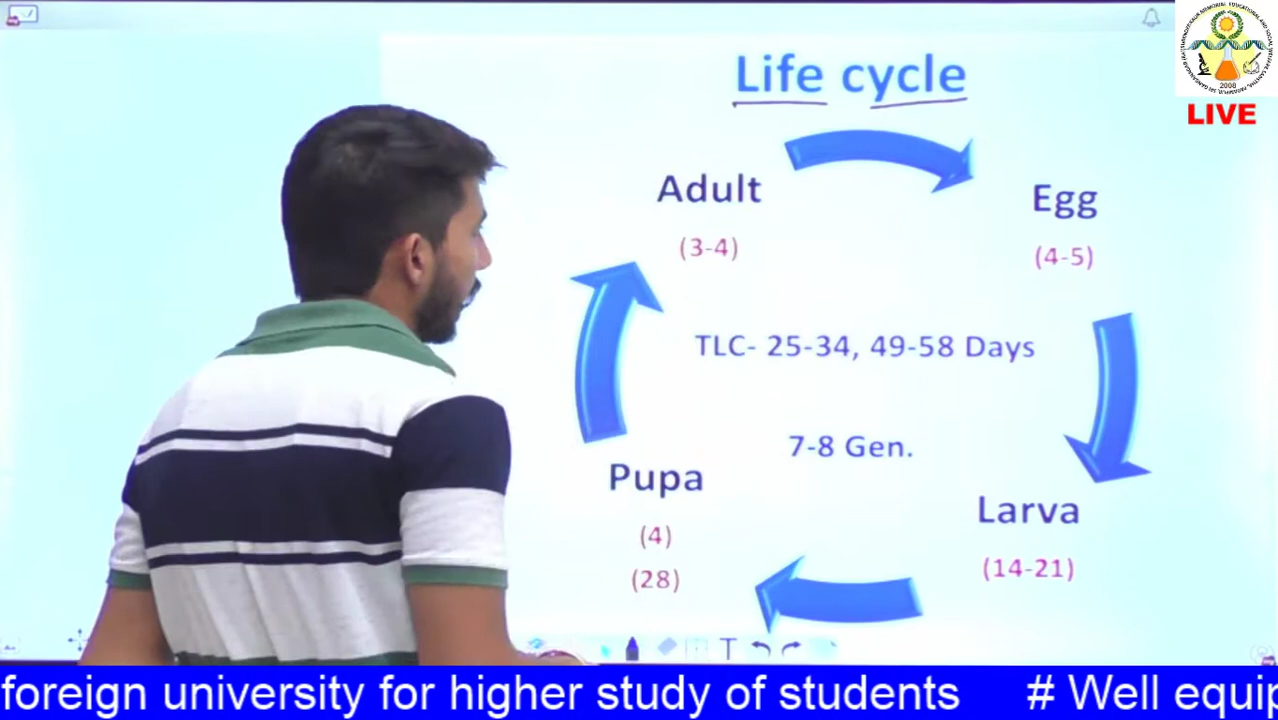 Life cycle
Adult
(3-4)
Egg
(4-5)
TLC- 25-34, 49-58 Days
7-8 Gen.
Pupa
(4)
(28)
Larva
(14-21)
2008
LIVE
T
foreign university for higher study of students # Well equip